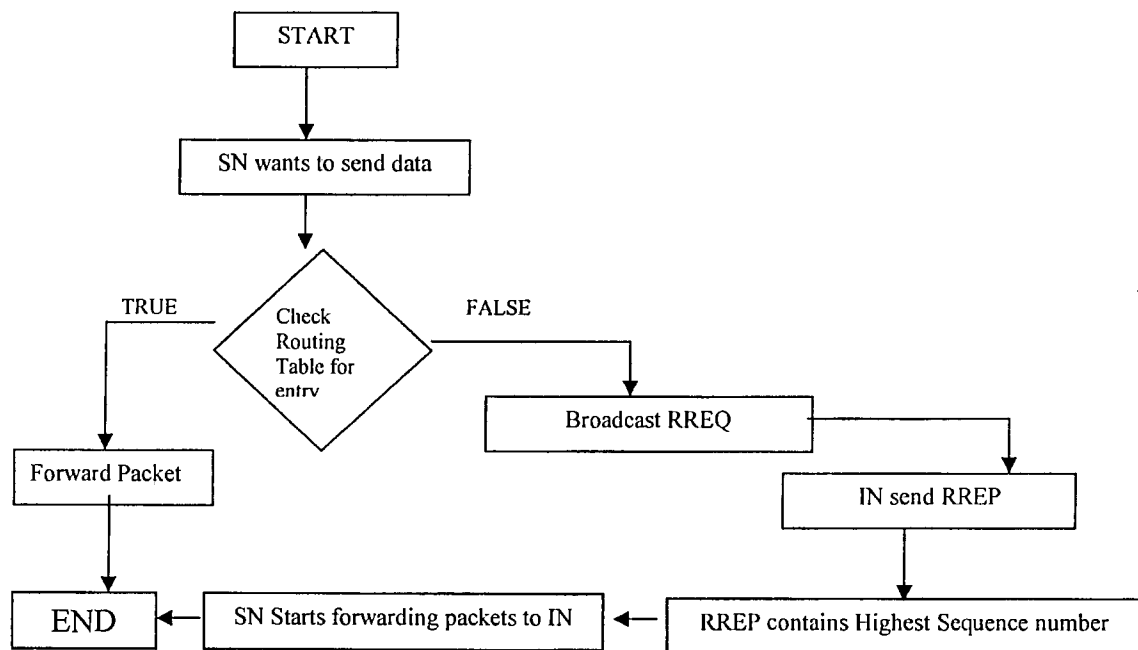 START
SN wants to send data
TRUE
FALSE
Check
Routing
Table for
entry
Broadcast RREQ
Forward Packet
IN send RREP
END
SN Starts forwarding packets to IN
RREP contains Highest Sequence number